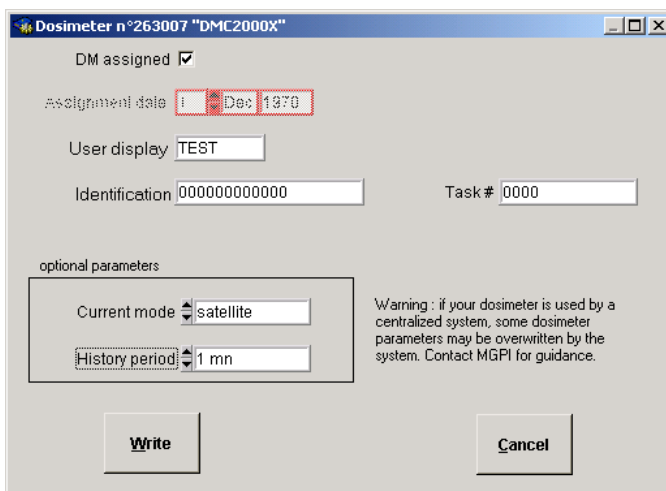 Dosimeter n°263007 "DMC2000X"
DM assigned
Assignment date 1 Dec 1970
User display TEST
Identification 000000000000 Task # 0000
optional parameters
Current mode satellite
History period 1 mn
Warning : if your dosimeter is used by a
centralized system, some dosimeter
parameters may be overwritten by the
system. Contact MGPI for guidance.
Write Cancel